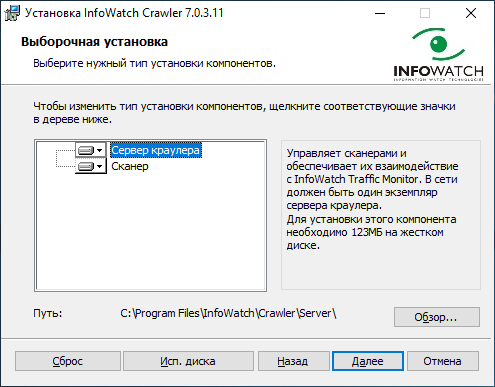 Установка InfoWatch Crawler 7.0.3.11
Выборочная установка
Выберите нужный тип установки компонентов.
INFOWATCH
INFORMATION WATCH TECHNOLOGIES
Чтобы изменить тип установки компонентов, щелкните соответствующие значки
в дереве ниже.
Сервер краулера
Сканер
Управляет сканерами и
обеспечивает их взаимодействие
с InfoWatch Traffic Monitor. В сети
должен быть один экземпляр
сервера краулера.
Для установки этого компонента
необходимо 123МБ на жестком
диске.
Путь:
C:\Program Files\InfoWatch\Crawler\Server\
Обзор...
Сброс
Исп. диска
Назад
Далее
Отмена